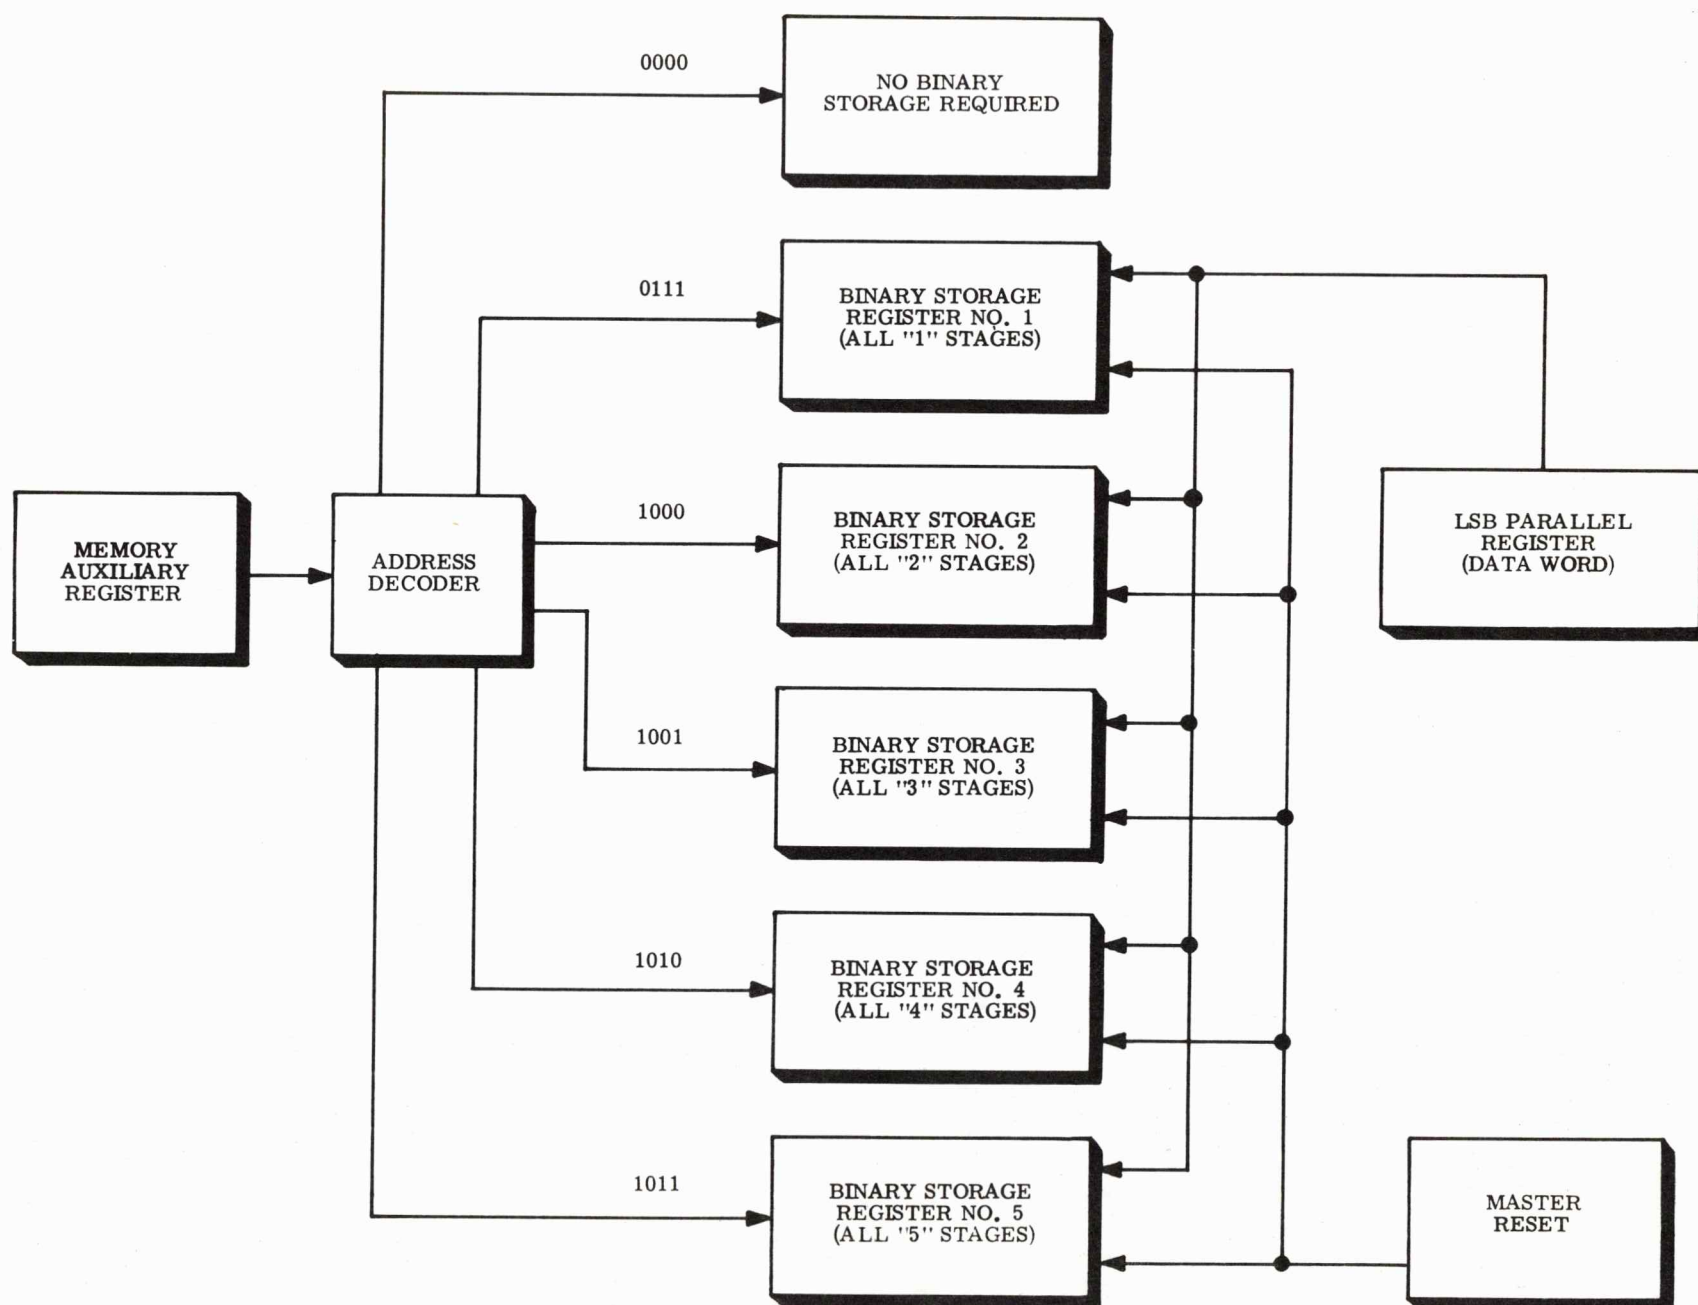 0000
NO BINARY
STORAGE REQUIRED
0111
BINARY STORAGE
REGISTER NO. 1
(ALL "1" STAGES)
1000
BINARY STORAGE
REGISTER NO. 2
(ALL "2" STAGES)
MEMORY
AUXILIARY
REGISTER
ADDRESS
DECODER
LSB PARALLEL
REGISTER
(DATA WORD)
1001
BINARY STORAGE
REGISTER NO. 3
(ALL "3" STAGES)
1010
BINARY STORAGE
REGISTER NO. 4
(ALL "4" STAGES)
1011
BINARY STORAGE
REGISTER NO. 5
(ALL "5" STAGES)
MASTER
RESET